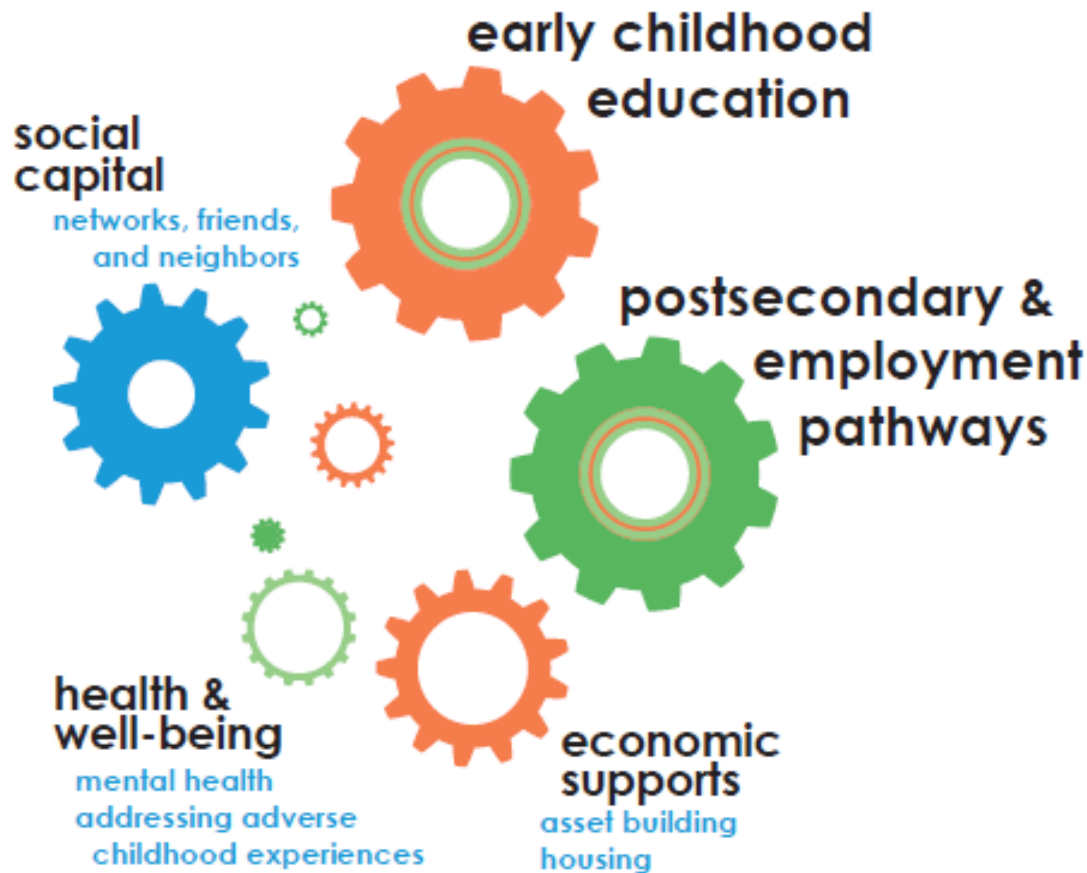 early childhood
education
social
capital
networks, friends,
and neighbors
postsecondary &
employment
pathways
health &
well-being
mental health
addressing adverse
childhood experiences
economic
supports
asset building
housing